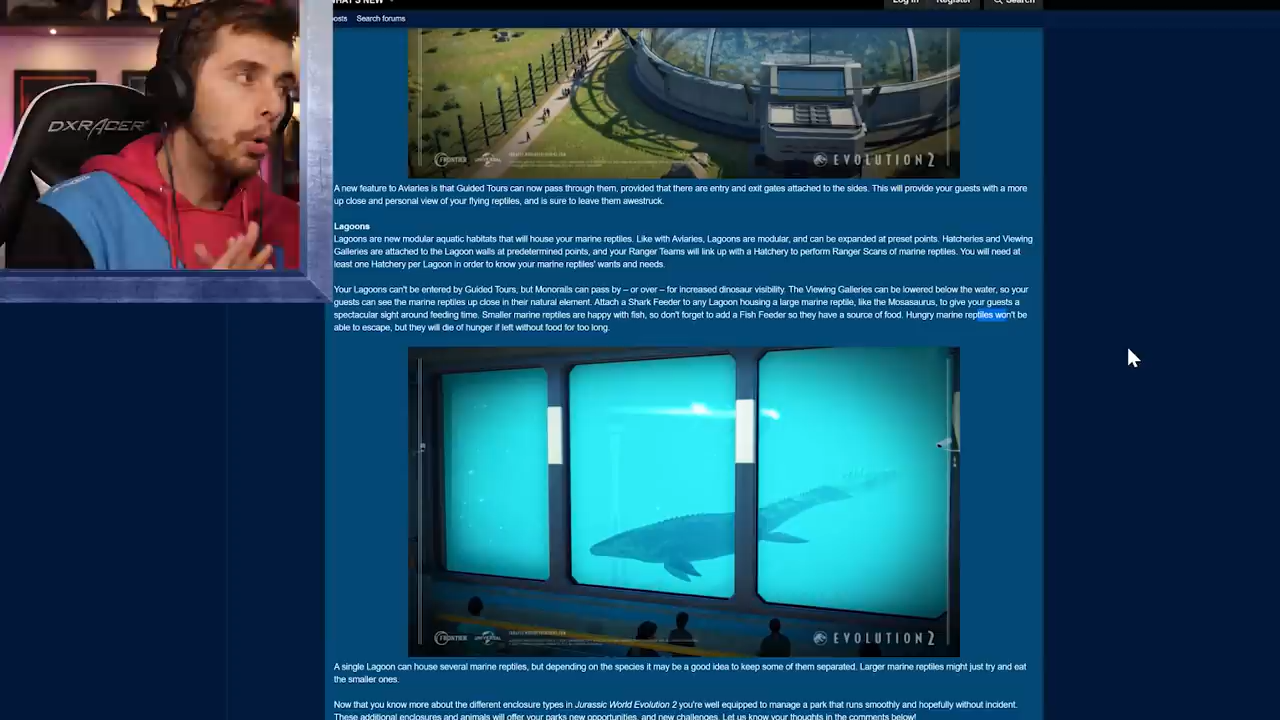 WHAT'S NEW
Log in Register Search
posts Search forums
DXRACER
FRONTIER UNIVERSAL EVOLUTION 2
A new feature to Aviaries is that Guided Tours can now pass through them, provided that there are entry and exit gates attached to the sides. This will provide your guests with a more
up close and personal view of your flying reptiles, and is sure to leave them awestruck.
Lagoons
Lagoons are new modular aquatic habitats that will house your marine reptiles. Like with Aviaries, Lagoons are modular, and can be expanded at preset points. Hatcheries and Viewing
Galleries are attached to the Lagoon walls at predetermined points, and your Ranger Teams will link up with a Hatchery to perform Ranger Scans of marine reptiles. You will need at
least one Hatchery per Lagoon in order to know your marine reptiles' wants and needs.
Your Lagoons can't be entered by Guided Tours, but Monorails can pass by – or over – for increased dinosaur visibility. The Viewing Galleries can be lowered below the water, so your
guests can see the marine reptiles up close in their natural element. Attach a Shark Feeder to any Lagoon housing a large marine reptile, like the Mosasaurus, to give your guests a
spectacular sight around feeding time. Smaller marine reptiles are happy with fish, so don't forget to add a Fish Feeder so they have a source of food. Hungry marine reptiles won't be
able to escape, but they will die of hunger if left without food for too long.
FRONTIER UNIVERSAL EVOLUTION 2
A single Lagoon can house several marine reptiles, but depending on the species it may be a good idea to keep some of them separated. Larger marine reptiles might just try and eat
the smaller ones.
Now that you know more about the different enclosure types in Jurassic World Evolution 2 you're well equipped to manage a park that runs smoothly and hopefully without incident.
These additional enclosures and animals will offer your parks new opportunities, and new challenges. Let us know your thoughts in the comments below!